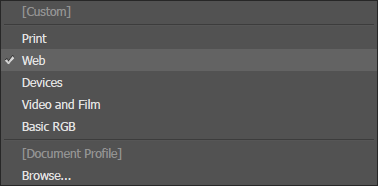 [Custom]
Print
Web
Devices
Video and Film
Basic RGB
[Document Profile]
Browse...